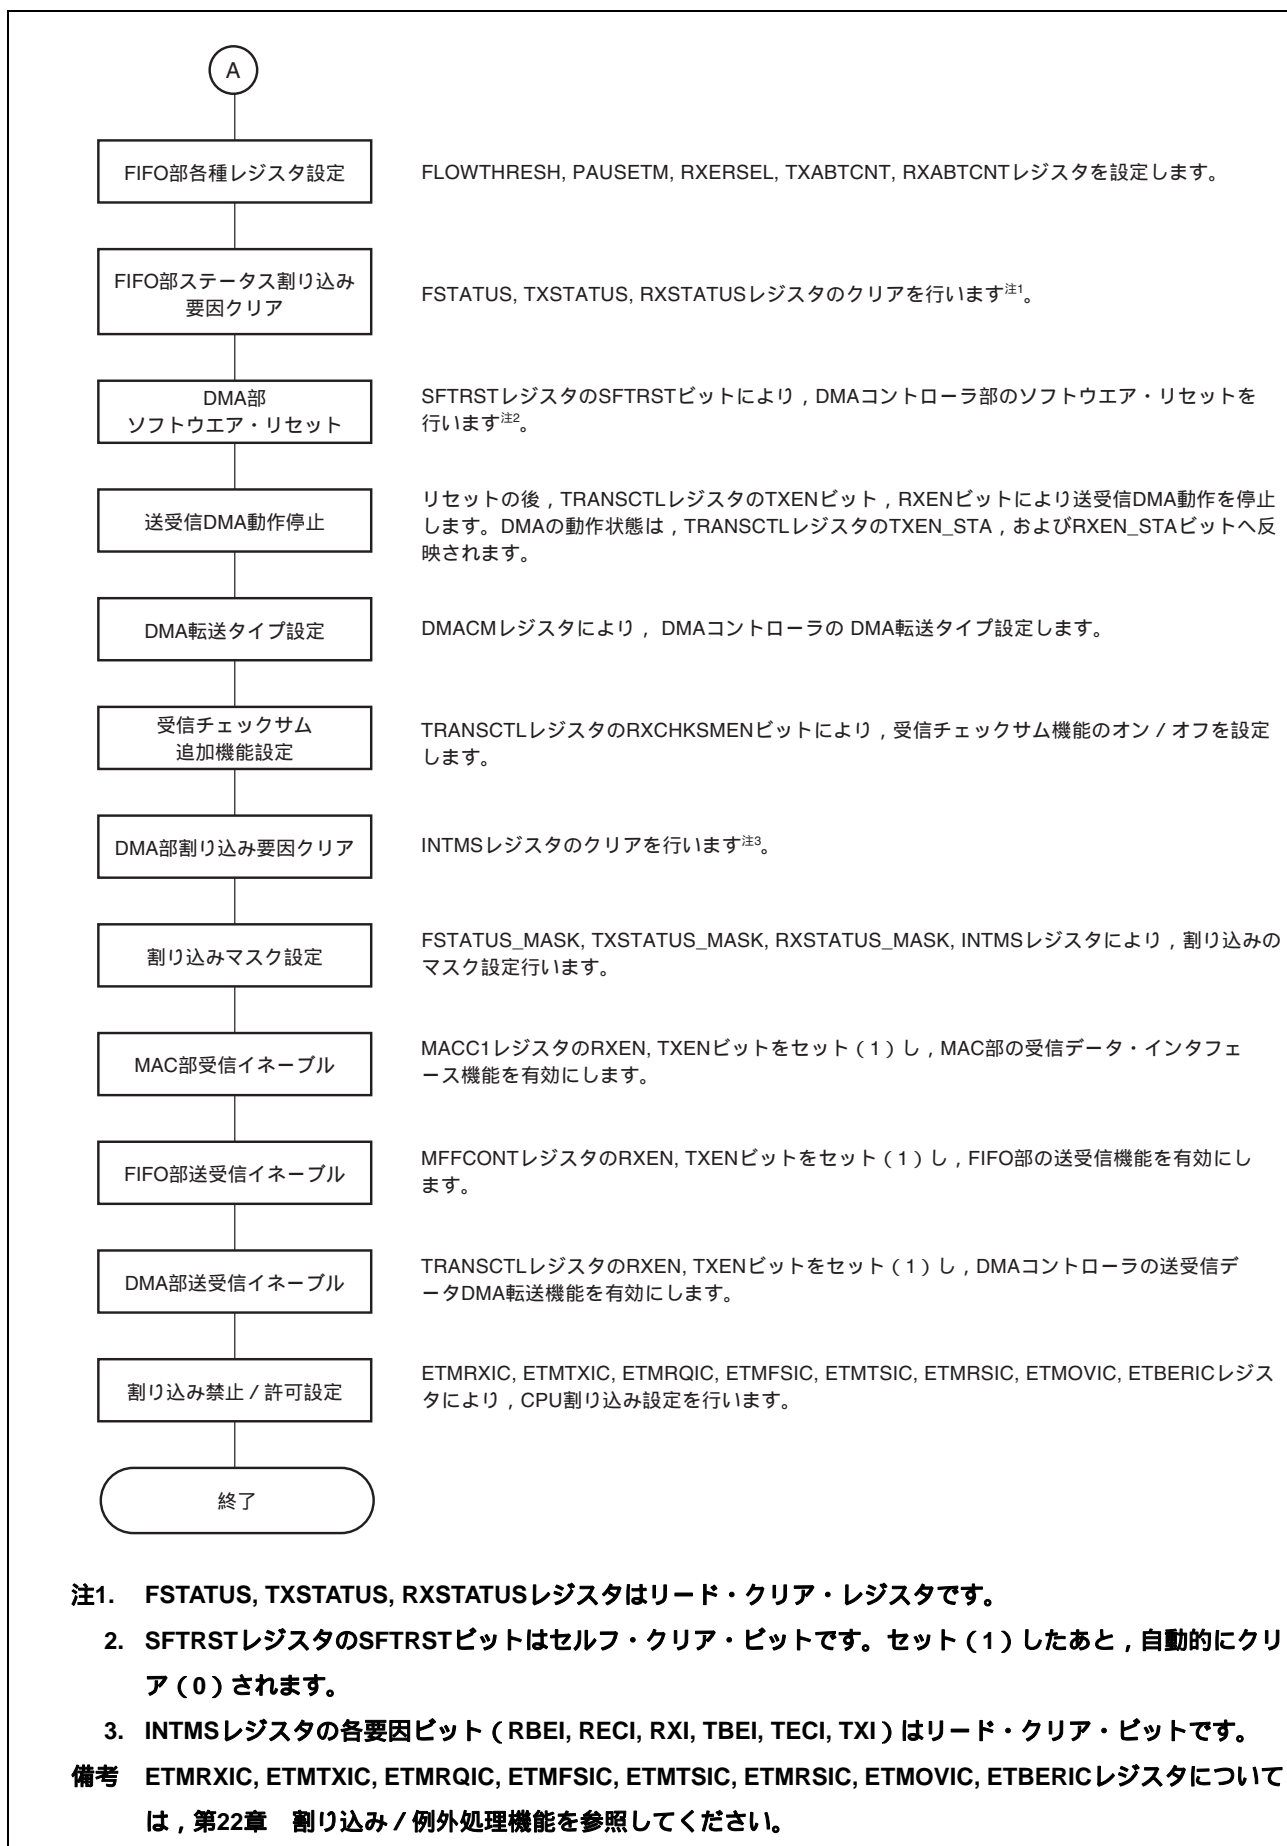 A
FIFO部各種レジスタ設定
FLOWTHRESH, PAUSETM, RXERSEL, TXABTCNT, RXABTCNTレジスタを設定します。
FIFO部ステータス割り込み
要因クリア
FSTATUS, TXSTATUS, RXSTATUSレジスタのクリアを行います注1。
DMA部
ソフトウエア・リセット
SFTRSTレジスタのSFTRSTビットにより，DMAコントローラ部のソフトウエア・リセットを
行います注2。
送受信DMA動作停止
リセットの後，TRANSCTLレジスタのTXENビット，RXENビットにより送受信DMA動作を停止
します。DMAの動作状態は，TRANSCTLレジスタのTXEN_STA，およびRXEN_STAビットへ反
映されます。
DMA転送タイプ設定
DMACMレジスタにより， DMAコントローラの DMA転送タイプ設定します。
受信チェックサム
追加機能設定
TRANSCTLレジスタのRXCHKSMENビットにより，受信チェックサム機能のオン／オフを設定
します。
DMA部割り込み要因クリア
INTMSレジスタのクリアを行います注3。
割り込みマスク設定
FSTATUS_MASK, TXSTATUS_MASK, RXSTATUS_MASK, INTMSレジスタにより，割り込みの
マスク設定行います。
MAC部受信イネーブル
MACC1レジスタのRXEN, TXENビットをセット（1）し，MAC部の受信データ・インタフェ
ース機能を有効にします。
FIFO部送受信イネーブル
MFFCONTレジスタのRXEN, TXENビットをセット（1）し，FIFO部の送受信機能を有効にし
ます。
DMA部送受信イネーブル
TRANSCTLレジスタのRXEN, TXENビットをセット（1）し，DMAコントローラの送受信デ
ータDMA転送機能を有効にします。
割り込み禁止／許可設定
ETMRXIC, ETMTXIC, ETMRQIC, ETMFSIC, ETMTSIC, ETMRSIC, ETMOVIC, ETBERICレジス
タにより，CPU割り込み設定を行います。
終了
注1. FSTATUS, TXSTATUS, RXSTATUSレジスタはリード・クリア・レジスタです。
2. SFTRSTレジスタのSFTRSTビットはセルフ・クリア・ビットです。セット（1）したあと，自動的にクリ
ア（0）されます。
3. INTMSレジスタの各要因ビット（RBEI, RECI, RXI, TBEI, TECI, TXI）はリード・クリア・ビットです。
備考 ETMRXIC, ETMTXIC, ETMRQIC, ETMFSIC, ETMTSIC, ETMRSIC, ETMOVIC, ETBERICレジスタについて
は，第22章　割り込み／例外処理機能を参照してください。